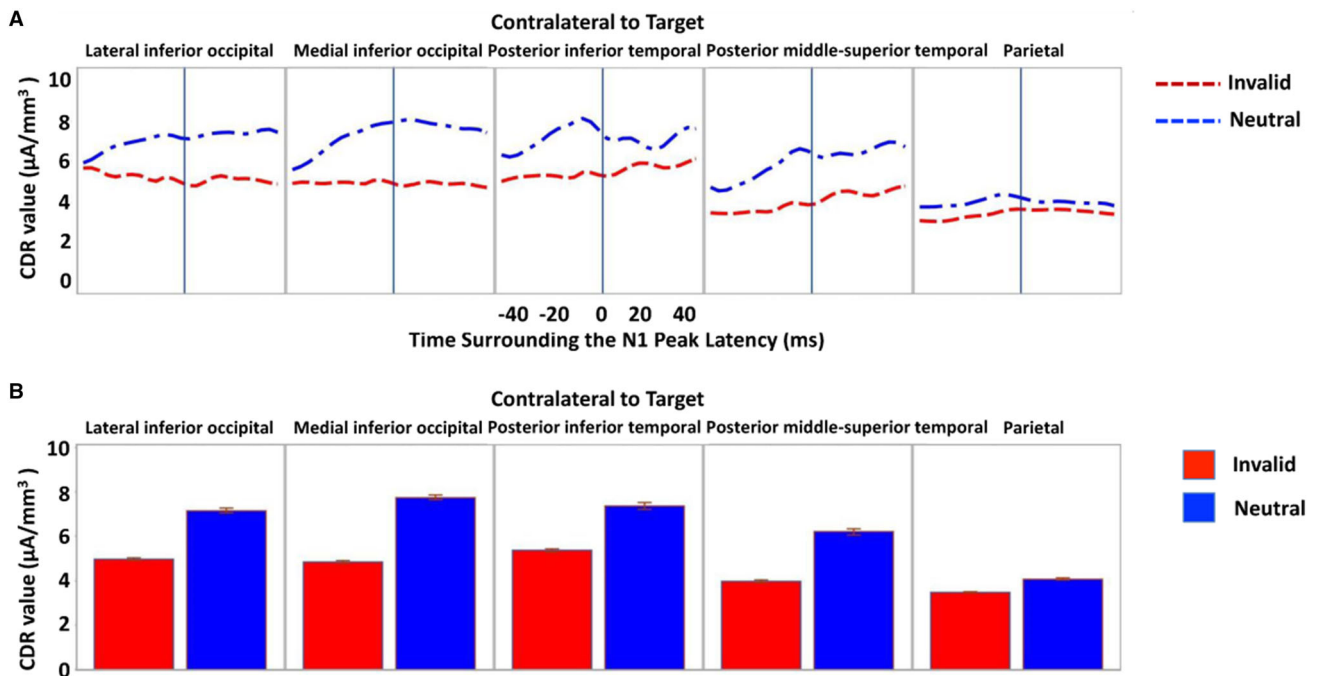 A
Contralateral to Target
Lateral inferior occipital Medial inferior occipital Posterior inferior temporal Posterior middle-superior temporal Parietal
CDR value (µA/mm³ )
10
8
6
4
2
0
Invalid
Neutral
-40 -20 0 20 40
Time Surrounding the N1 Peak Latency (ms)
B
Contralateral to Target
Lateral inferior occipital Medial inferior occipital Posterior inferior temporal Posterior middle-superior temporal Parietal
CDR value (µA/mm³ )
10
8
6
4
2
0
Invalid
Neutral